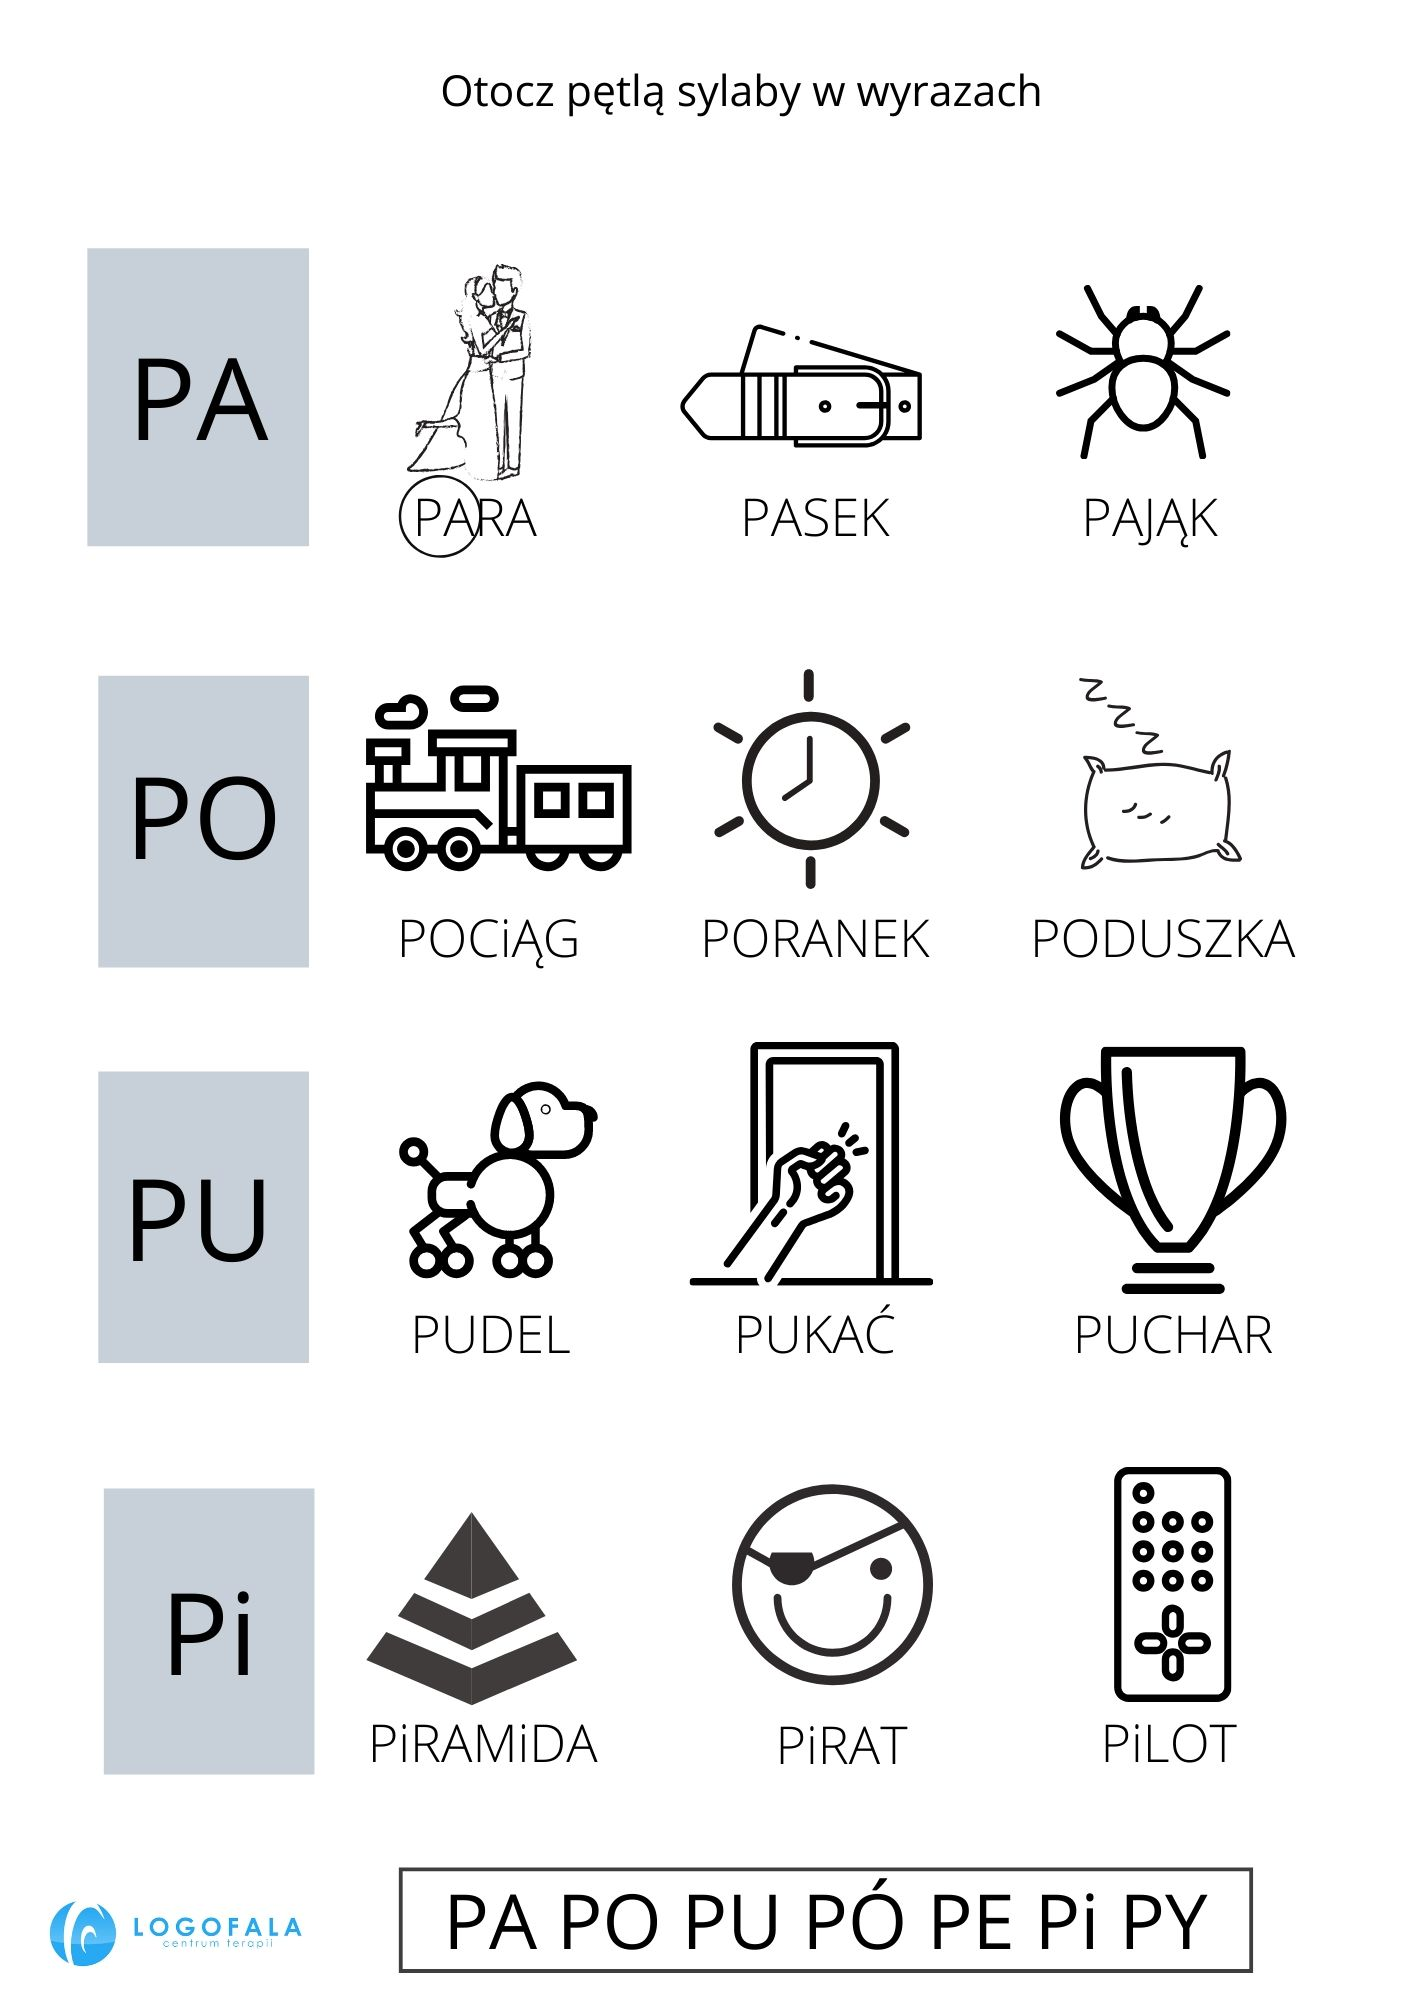 Otocz pętlą sylaby w wyrazach
PA
PARA PASEK PAJĄK
PO
POCiĄG PORANEK PODUSZKA
PU
PUDEL PUKAĆ PUCHAR
Pi
PiRAMiDA PiRAT PiLOT
PA PO PU PÓ PE Pi PY
LOGOFALA
centrum terapii